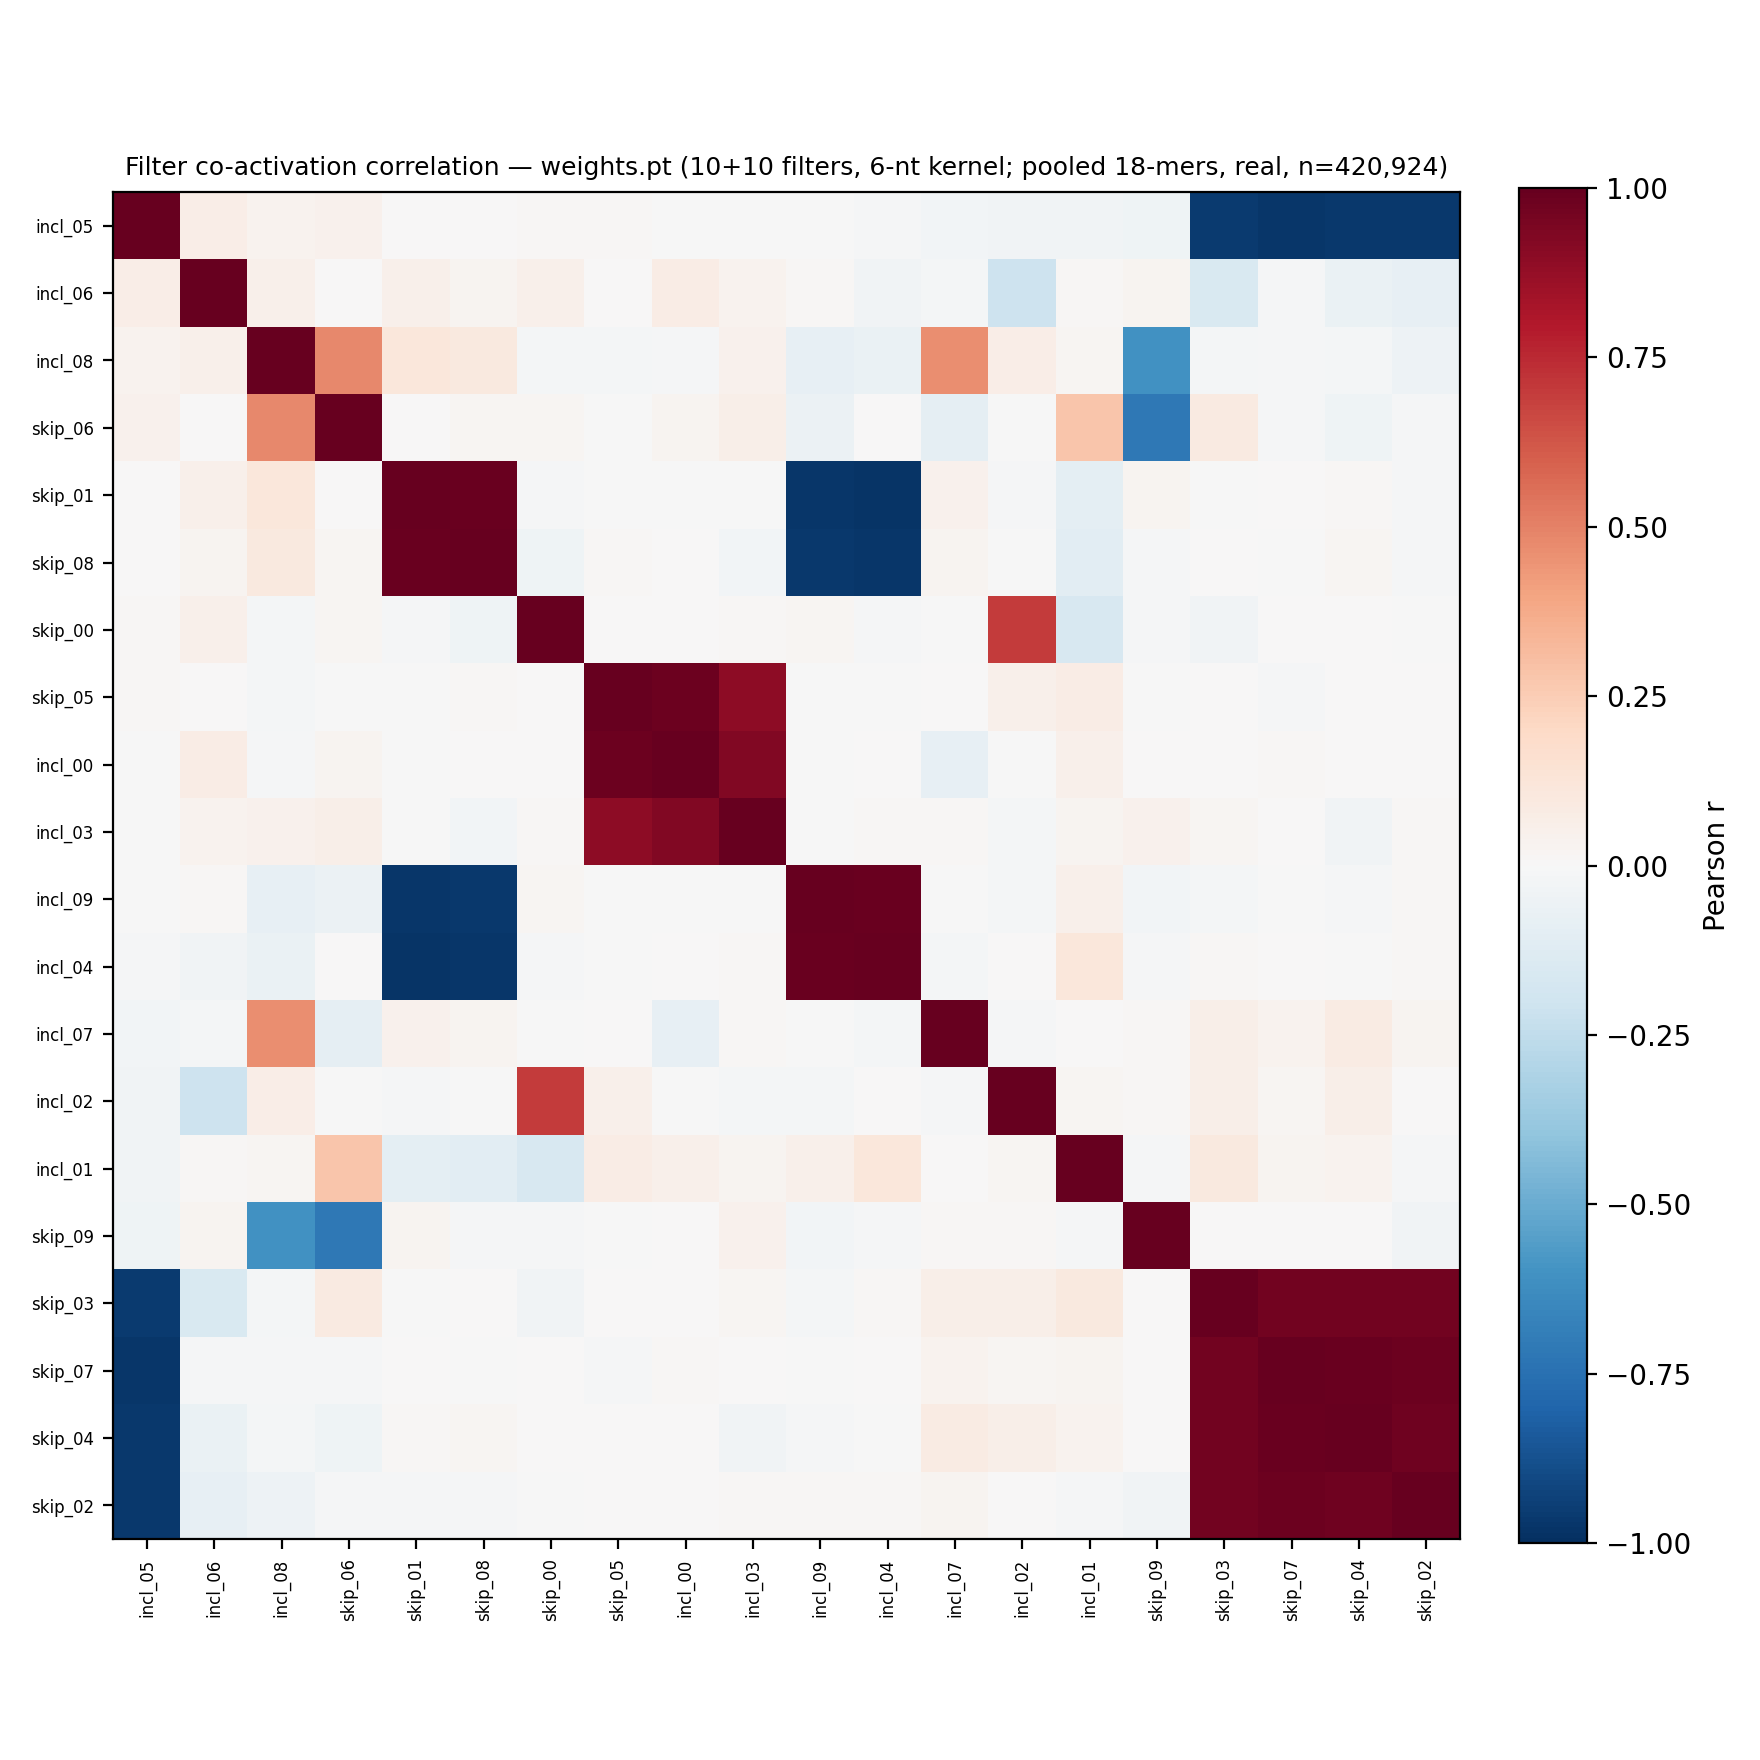 Filter co-activation correlation — weights.pt (10+10 filters, 6-nt kernel; pooled 18-mers, real, n=420,924)
incl_05
incl_06
incl_08
skip_06
skip_01
skip_08
skip_00
skip_05
incl_00
incl_03
incl_09
incl_04
incl_07
incl_02
incl_01
skip_09
skip_03
skip_07
skip_04
skip_02
incl_05
incl_06
incl_08
skip_06
skip_01
skip_08
skip_00
skip_05
incl_00
incl_03
incl_09
incl_04
incl_07
incl_02
incl_01
skip_09
skip_03
skip_07
skip_04
skip_02
1.00
0.75
0.50
0.25
0.00
−0.25
−0.50
−0.75
−1.00
Pearson r